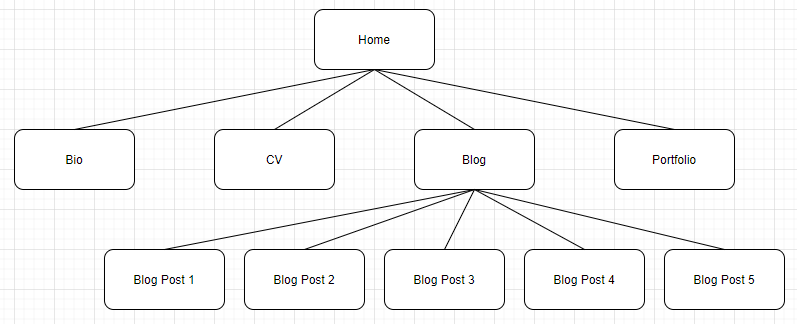 Home
Bio
CV
Blog
Portfolio
Blog Post 1
Blog Post 2
Blog Post 3
Blog Post 4
Blog Post 5